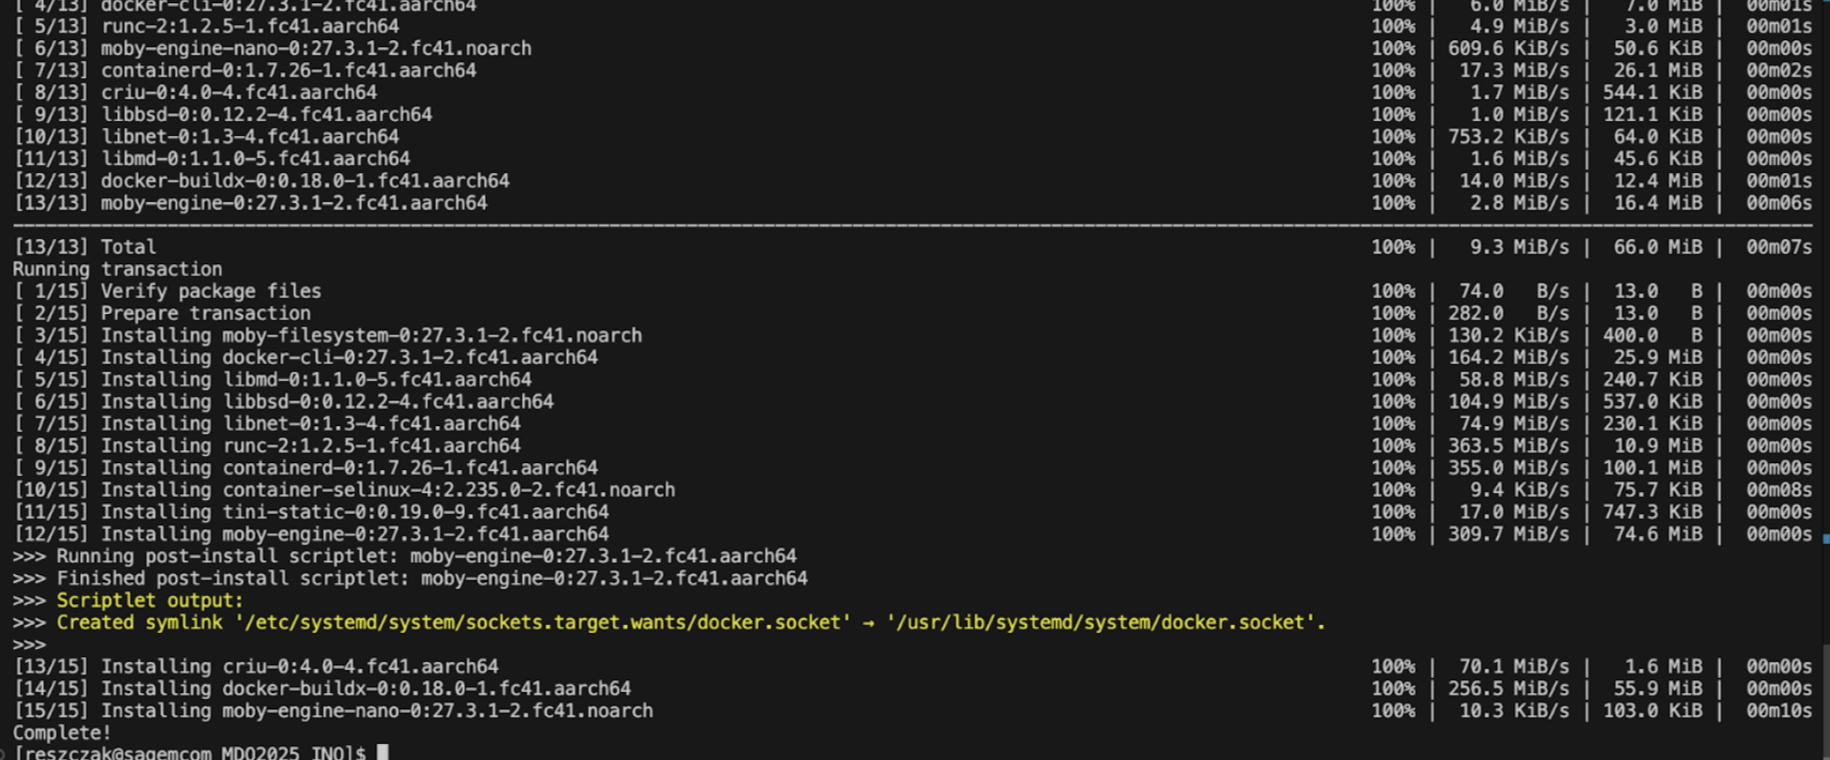 [ 4/13] docker-cli-0:27.3.1-2.fc41.aarch64 100% | 6.0 MiB/s | 7.0 MiB | 00m01s
[ 5/13] runc-2:1.2.5-1.fc41.aarch64 100% | 4.9 MiB/s | 3.0 MiB | 00m01s
[ 6/13] moby-engine-nano-0:27.3.1-2.fc41.noarch 100% | 609.6 KiB/s | 50.6 KiB | 00m00s
[ 7/13] containerd-0:1.7.26-1.fc41.aarch64 100% | 17.3 MiB/s | 26.1 MiB | 00m02s
[ 8/13] criu-0:4.0-4.fc41.aarch64 100% | 1.7 MiB/s | 544.1 KiB | 00m00s
[ 9/13] libbsd-0:0.12.2-4.fc41.aarch64 100% | 1.0 MiB/s | 121.1 KiB | 00m00s
[10/13] libnet-0:1.3-4.fc41.aarch64 100% | 753.2 KiB/s | 64.0 KiB | 00m00s
[11/13] libmd-0:1.1.0-5.fc41.aarch64 100% | 1.6 MiB/s | 45.6 KiB | 00m00s
[12/13] docker-buildx-0:0.18.0-1.fc41.aarch64 100% | 14.0 MiB/s | 12.4 MiB | 00m01s
[13/13] moby-engine-0:27.3.1-2.fc41.aarch64 100% | 2.8 MiB/s | 16.4 MiB | 00m06s
[13/13] Total 100% | 9.3 MiB/s | 66.0 MiB | 00m07s
Running transaction
[ 1/15] Verify package files 100% | 74.0 B/s | 13.0 B | 00m00s
[ 2/15] Prepare transaction 100% | 282.0 B/s | 13.0 B | 00m00s
[ 3/15] Installing moby-filesystem-0:27.3.1-2.fc41.noarch 100% | 130.2 KiB/s | 400.0 B | 00m00s
[ 4/15] Installing docker-cli-0:27.3.1-2.fc41.aarch64 100% | 164.2 MiB/s | 25.9 MiB | 00m00s
[ 5/15] Installing libmd-0:1.1.0-5.fc41.aarch64 100% | 58.8 MiB/s | 240.7 KiB | 00m00s
[ 6/15] Installing libbsd-0:0.12.2-4.fc41.aarch64 100% | 104.9 MiB/s | 537.0 KiB | 00m00s
[ 7/15] Installing libnet-0:1.3-4.fc41.aarch64 100% | 74.9 MiB/s | 230.1 KiB | 00m00s
[ 8/15] Installing runc-2:1.2.5-1.fc41.aarch64 100% | 363.5 MiB/s | 10.9 MiB | 00m00s
[ 9/15] Installing containerd-0:1.7.26-1.fc41.aarch64 100% | 355.0 MiB/s | 100.1 MiB | 00m00s
[10/15] Installing container-selinux-4:2.235.0-2.fc41.noarch 100% | 9.4 KiB/s | 75.7 KiB | 00m08s
[11/15] Installing tini-static-0:0.19.0-9.fc41.aarch64 100% | 17.0 MiB/s | 747.3 KiB | 00m00s
[12/15] Installing moby-engine-0:27.3.1-2.fc41.aarch64 100% | 309.7 MiB/s | 74.6 MiB | 00m00s
>>> Running post-install scriptlet: moby-engine-0:27.3.1-2.fc41.aarch64
>>> Finished post-install scriptlet: moby-engine-0:27.3.1-2.fc41.aarch64
>>> Scriptlet output:
>>> Created symlink '/etc/systemd/system/sockets.target.wants/docker.socket' → '/usr/lib/systemd/system/docker.socket'.
>>>
[13/15] Installing criu-0:4.0-4.fc41.aarch64 100% | 70.1 MiB/s | 1.6 MiB | 00m00s
[14/15] Installing docker-buildx-0:0.18.0-1.fc41.aarch64 100% | 256.5 MiB/s | 55.9 MiB | 00m00s
[15/15] Installing moby-engine-nano-0:27.3.1-2.fc41.noarch 100% | 10.3 KiB/s | 103.0 KiB | 00m10s
Complete!
[reszczak@sagemcom MDO2025_INO]$